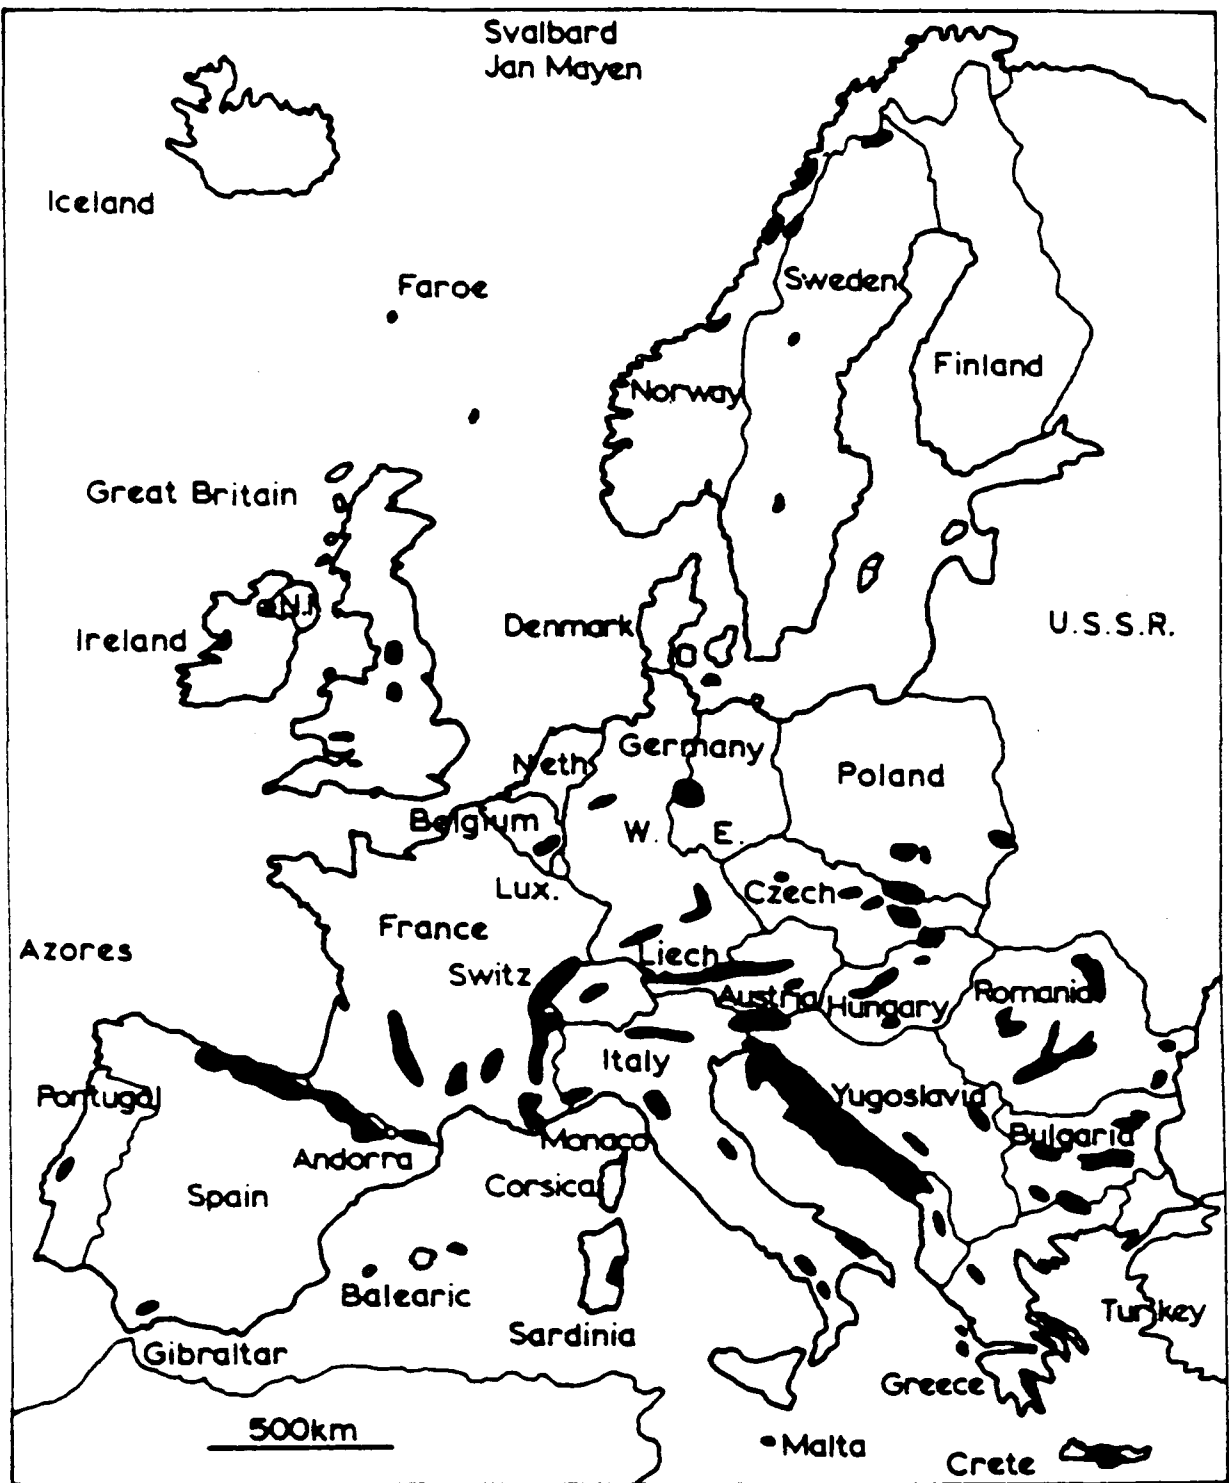 Svalbard
Jan Mayen
Iceland
Faroe
Sweden
Finland
Norway
Great Britain
N.I.
Ireland
Denmark
U.S.S.R.
Germany
Neth
Poland
Belgium
W.
E.
Lux.
Czech
France
Azores
Liech
Switz
Austria
Hungary
Romania
Italy
Portugal
Yugoslavia
Bulgaria
Monaco
Andorra
Corsica
Spain
Balearic
Turkey
Sardinia
Gibraltar
Greece
500km
Malta
Crete